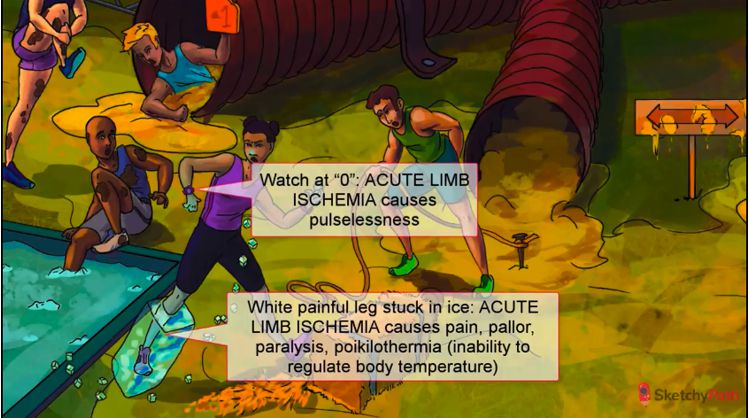 1
Watch at “0”: ACUTE LIMB
ISCHEMIA causes
pulselessness
White painful leg stuck in ice: ACUTE
LIMB ISCHEMIA causes pain, pallor,
paralysis, poikilothermia (inability to
regulate body temperature)
SketchyPath